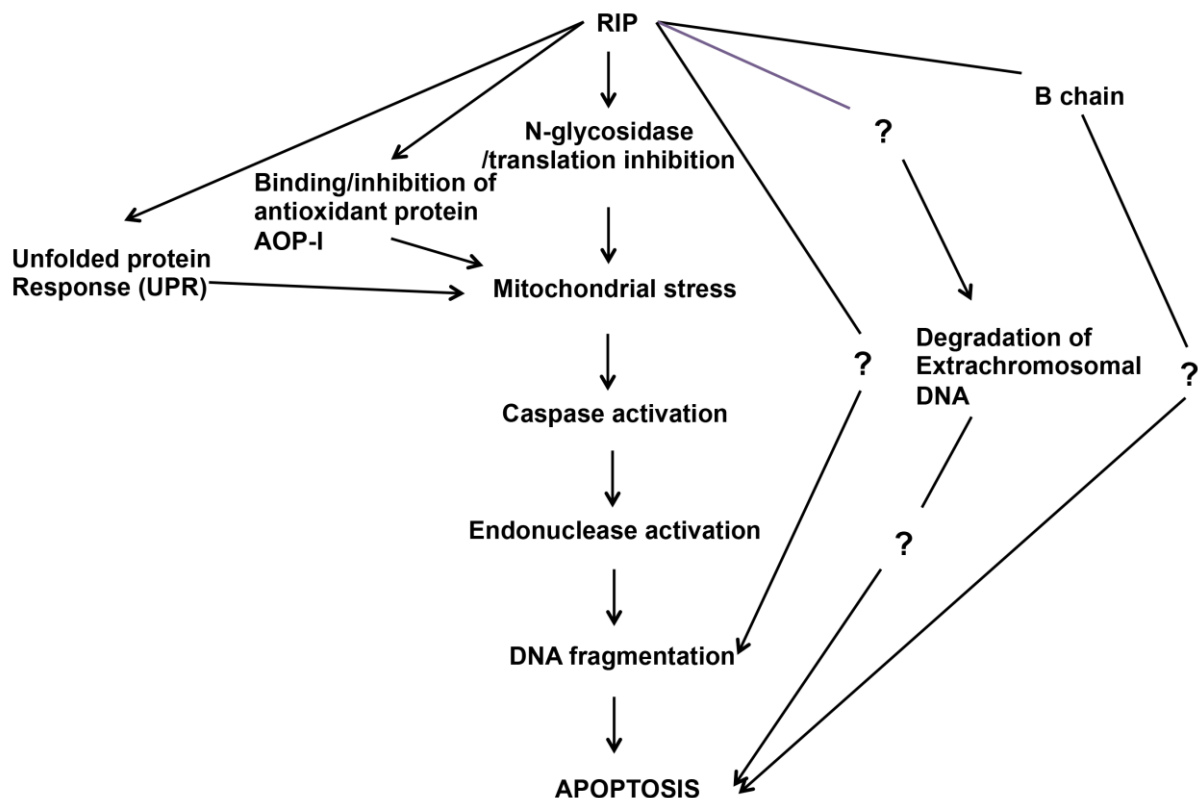 RIP
B chain
N-glycosidase
/translation inhibition
?
Binding/inhibition of
antioxidant protein
AOP-I
Unfolded protein
Response (UPR)
Mitochondrial stress
?
Degradation of
Extrachromosomal
DNA
?
Caspase activation
Endonuclease activation
?
DNA fragmentation
APOPTOSIS